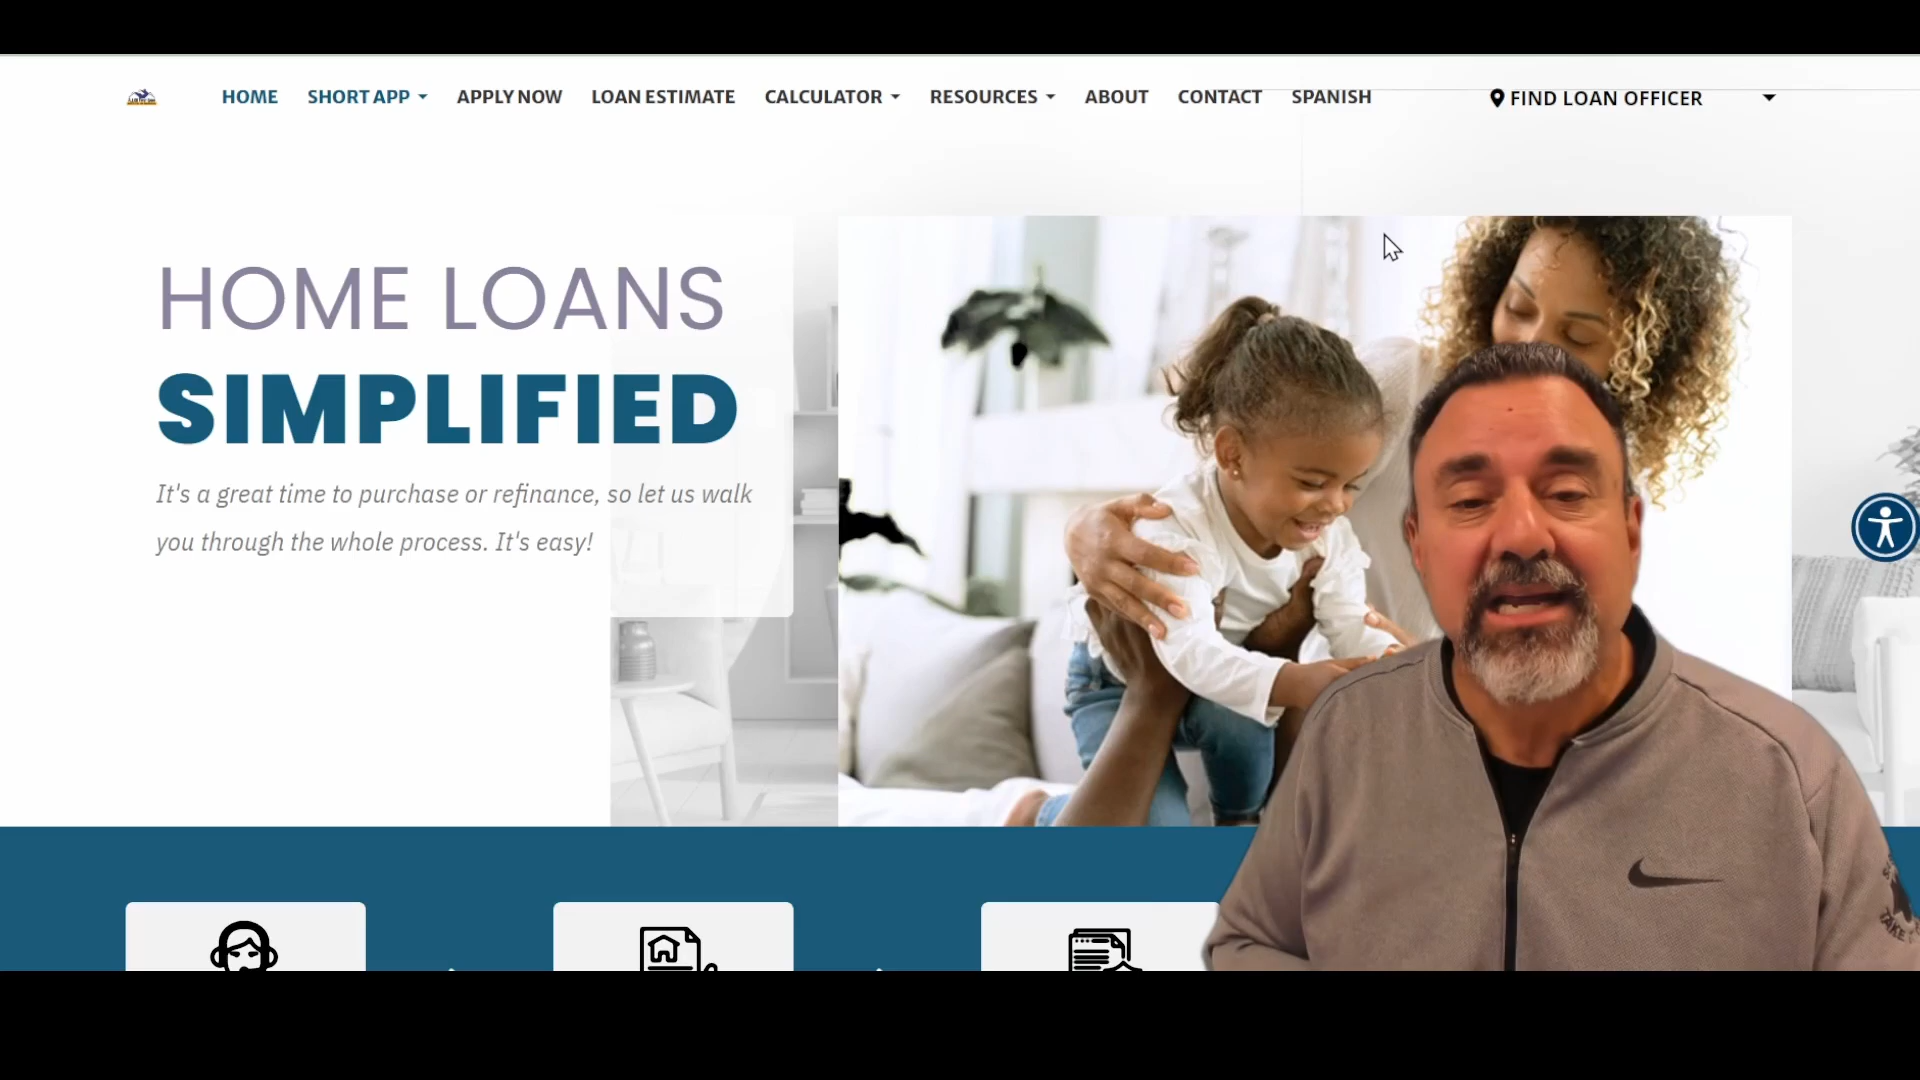 HOME SHORT APP APPLY NOW LOAN ESTIMATE CALCULATOR RESOURCES ABOUT CONTACT SPANISH FIND LOAN OFFICER
HOME LOANS
SIMPLIFIED
It's a great time to purchase or refinance, so let us walk
you through the whole process. It's easy!
TAKE